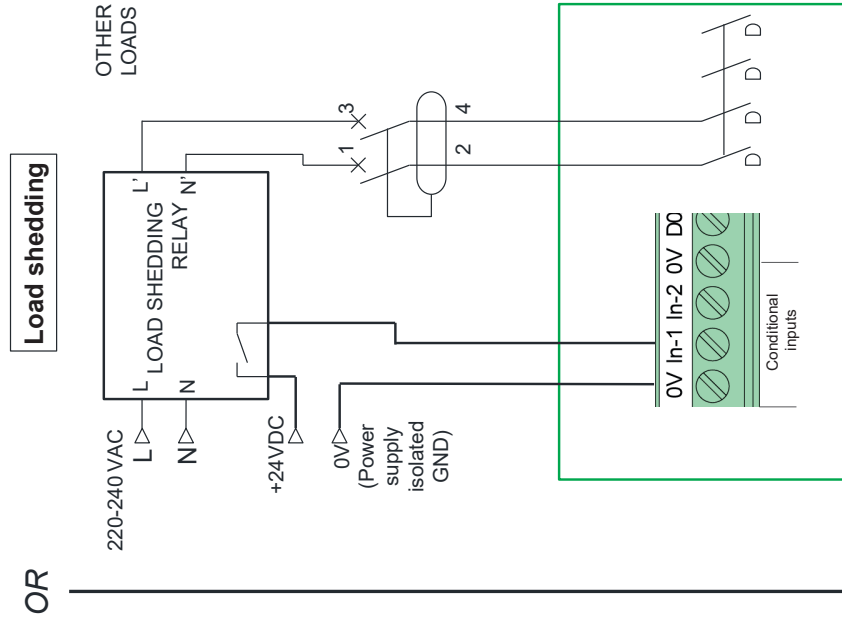 OR
Load shedding
220-240 VAC
L
N
L
N
LOAD SHEDDING
RELAY
L'
N'
OTHER
LOADS
+24VDC
0V
(Power
supply
isolated
GND)
1
3
2
4
0V In-1 In-2 0V D0
Conditional
inputs
D
D
D
D